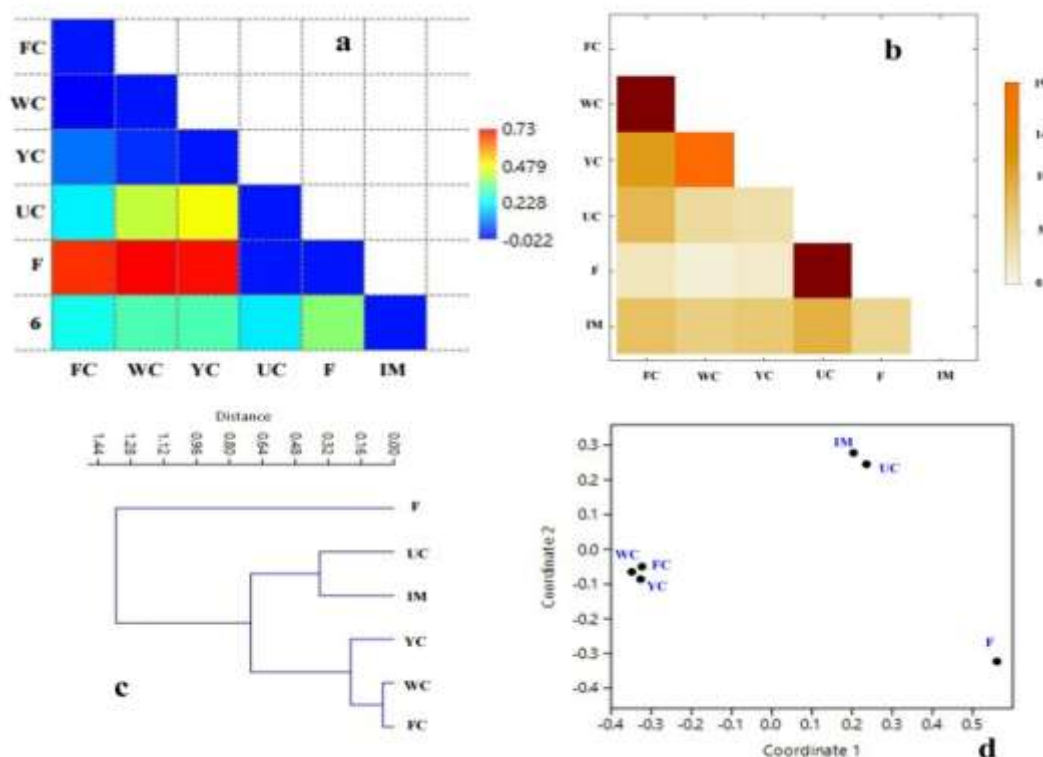 a
FC
WC
YC
UC
F
6
FC WC YC UC F IM
0.73
0.479
0.228
-0.022
b
FC
WC
YC
UC
F
IM
FC WC YC UC F IM
Distance
1.44 1.28 1.12 0.96 0.80 0.64 0.48 0.32 0.16 0.00
F
UC
IM
YC
WC
FC
c
Coordinate 2
0.3
0.2
0.1
0.0
-0.1
-0.2
-0.3
-0.4
IM
UC
WC
FC
YC
F
-0.4 -0.3 -0.2 -0.1 0.0 0.1 0.2 0.3 0.4 0.5
Coordinate 1
d